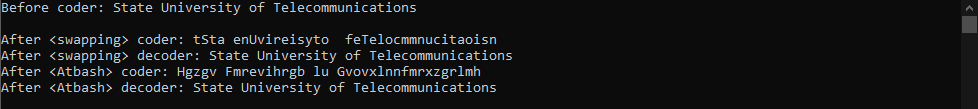 Before coder: State University of Telecommunications
After <swapping> coder: tSta enUvireisyto  feTelocmmnucitaoisn
After <swapping> decoder: State University of Telecommunications
After <Atbash> coder: Hgzgv Fmrevihrgb lu Gvovxlnnfmrxzgrlmh
After <Atbash> decoder: State University of Telecommunications